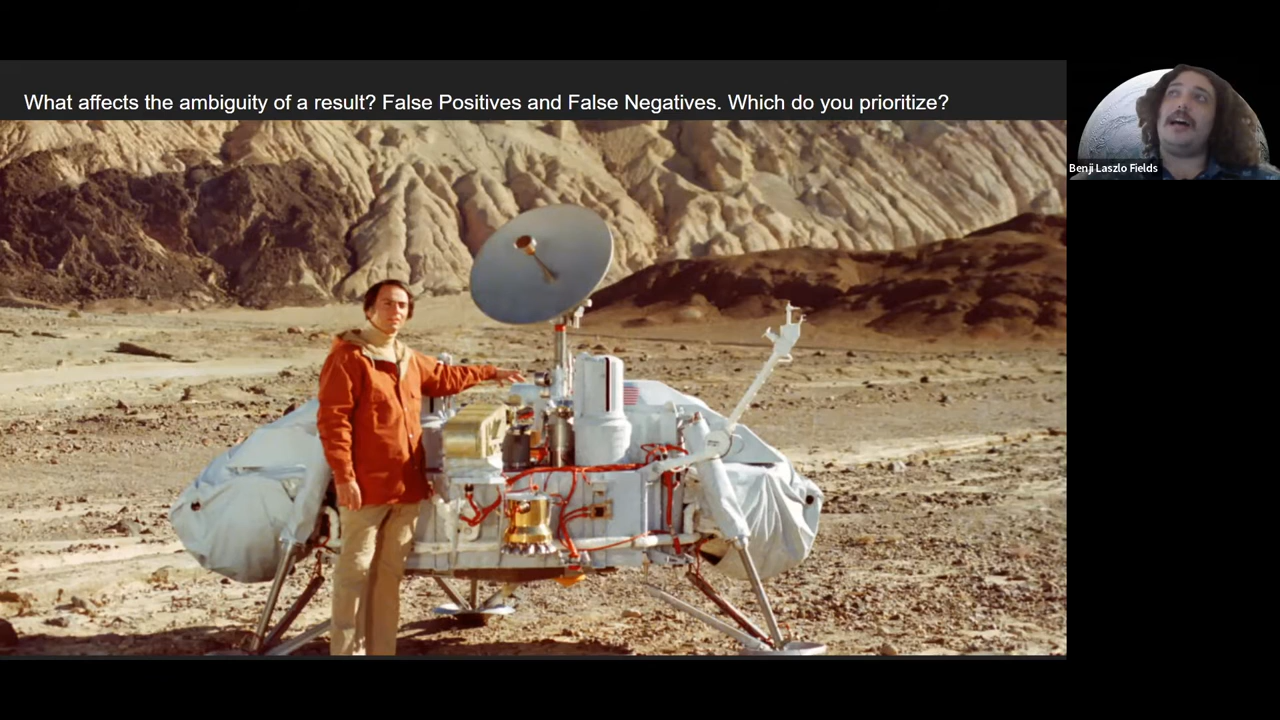 What affects the ambiguity of a result? False Positives and False Negatives. Which do you prioritize?
Benji Laszlo Fields